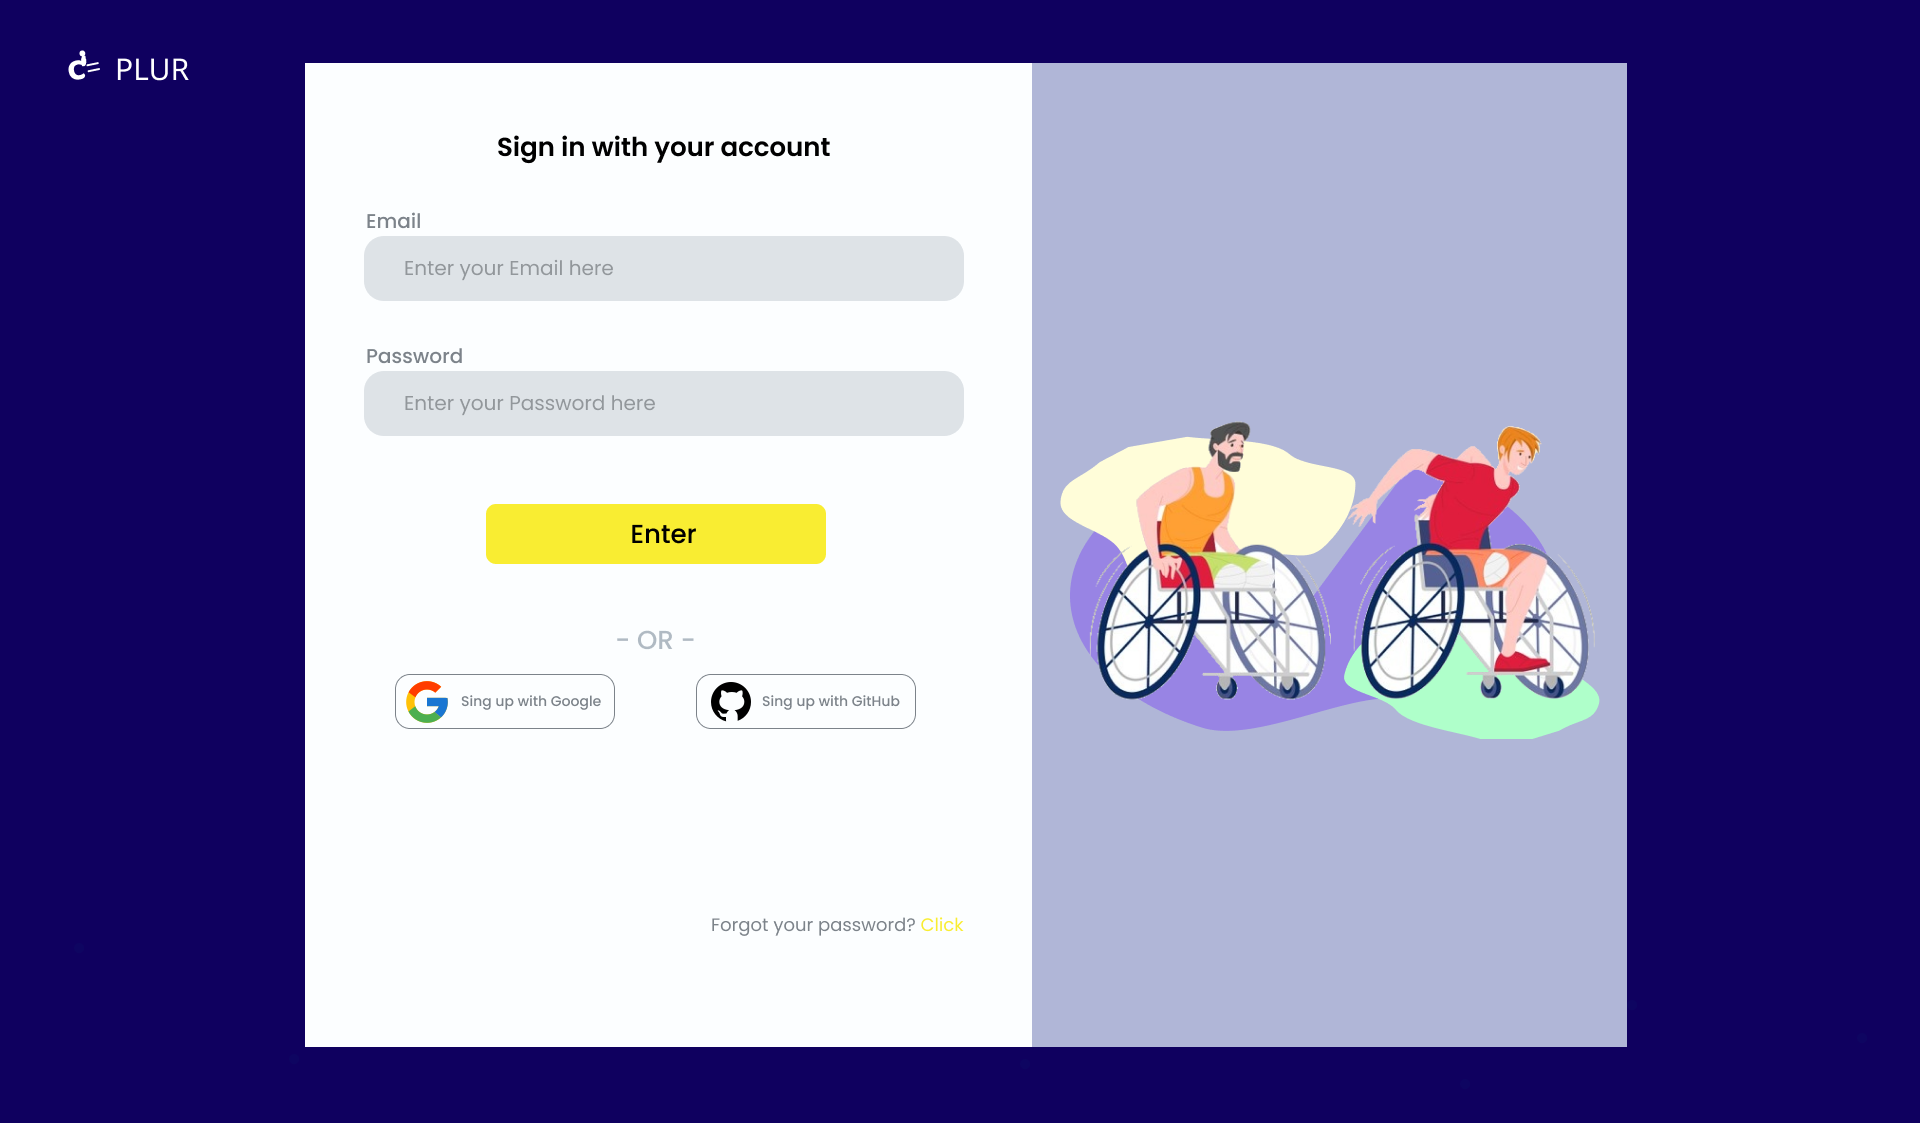 PLUR
Sign in with your account
Email
Enter your Email here
Password
Enter your Password here
Enter
- OR -
Sing up with Google
Sing up with GitHub
Forgot your password? Click